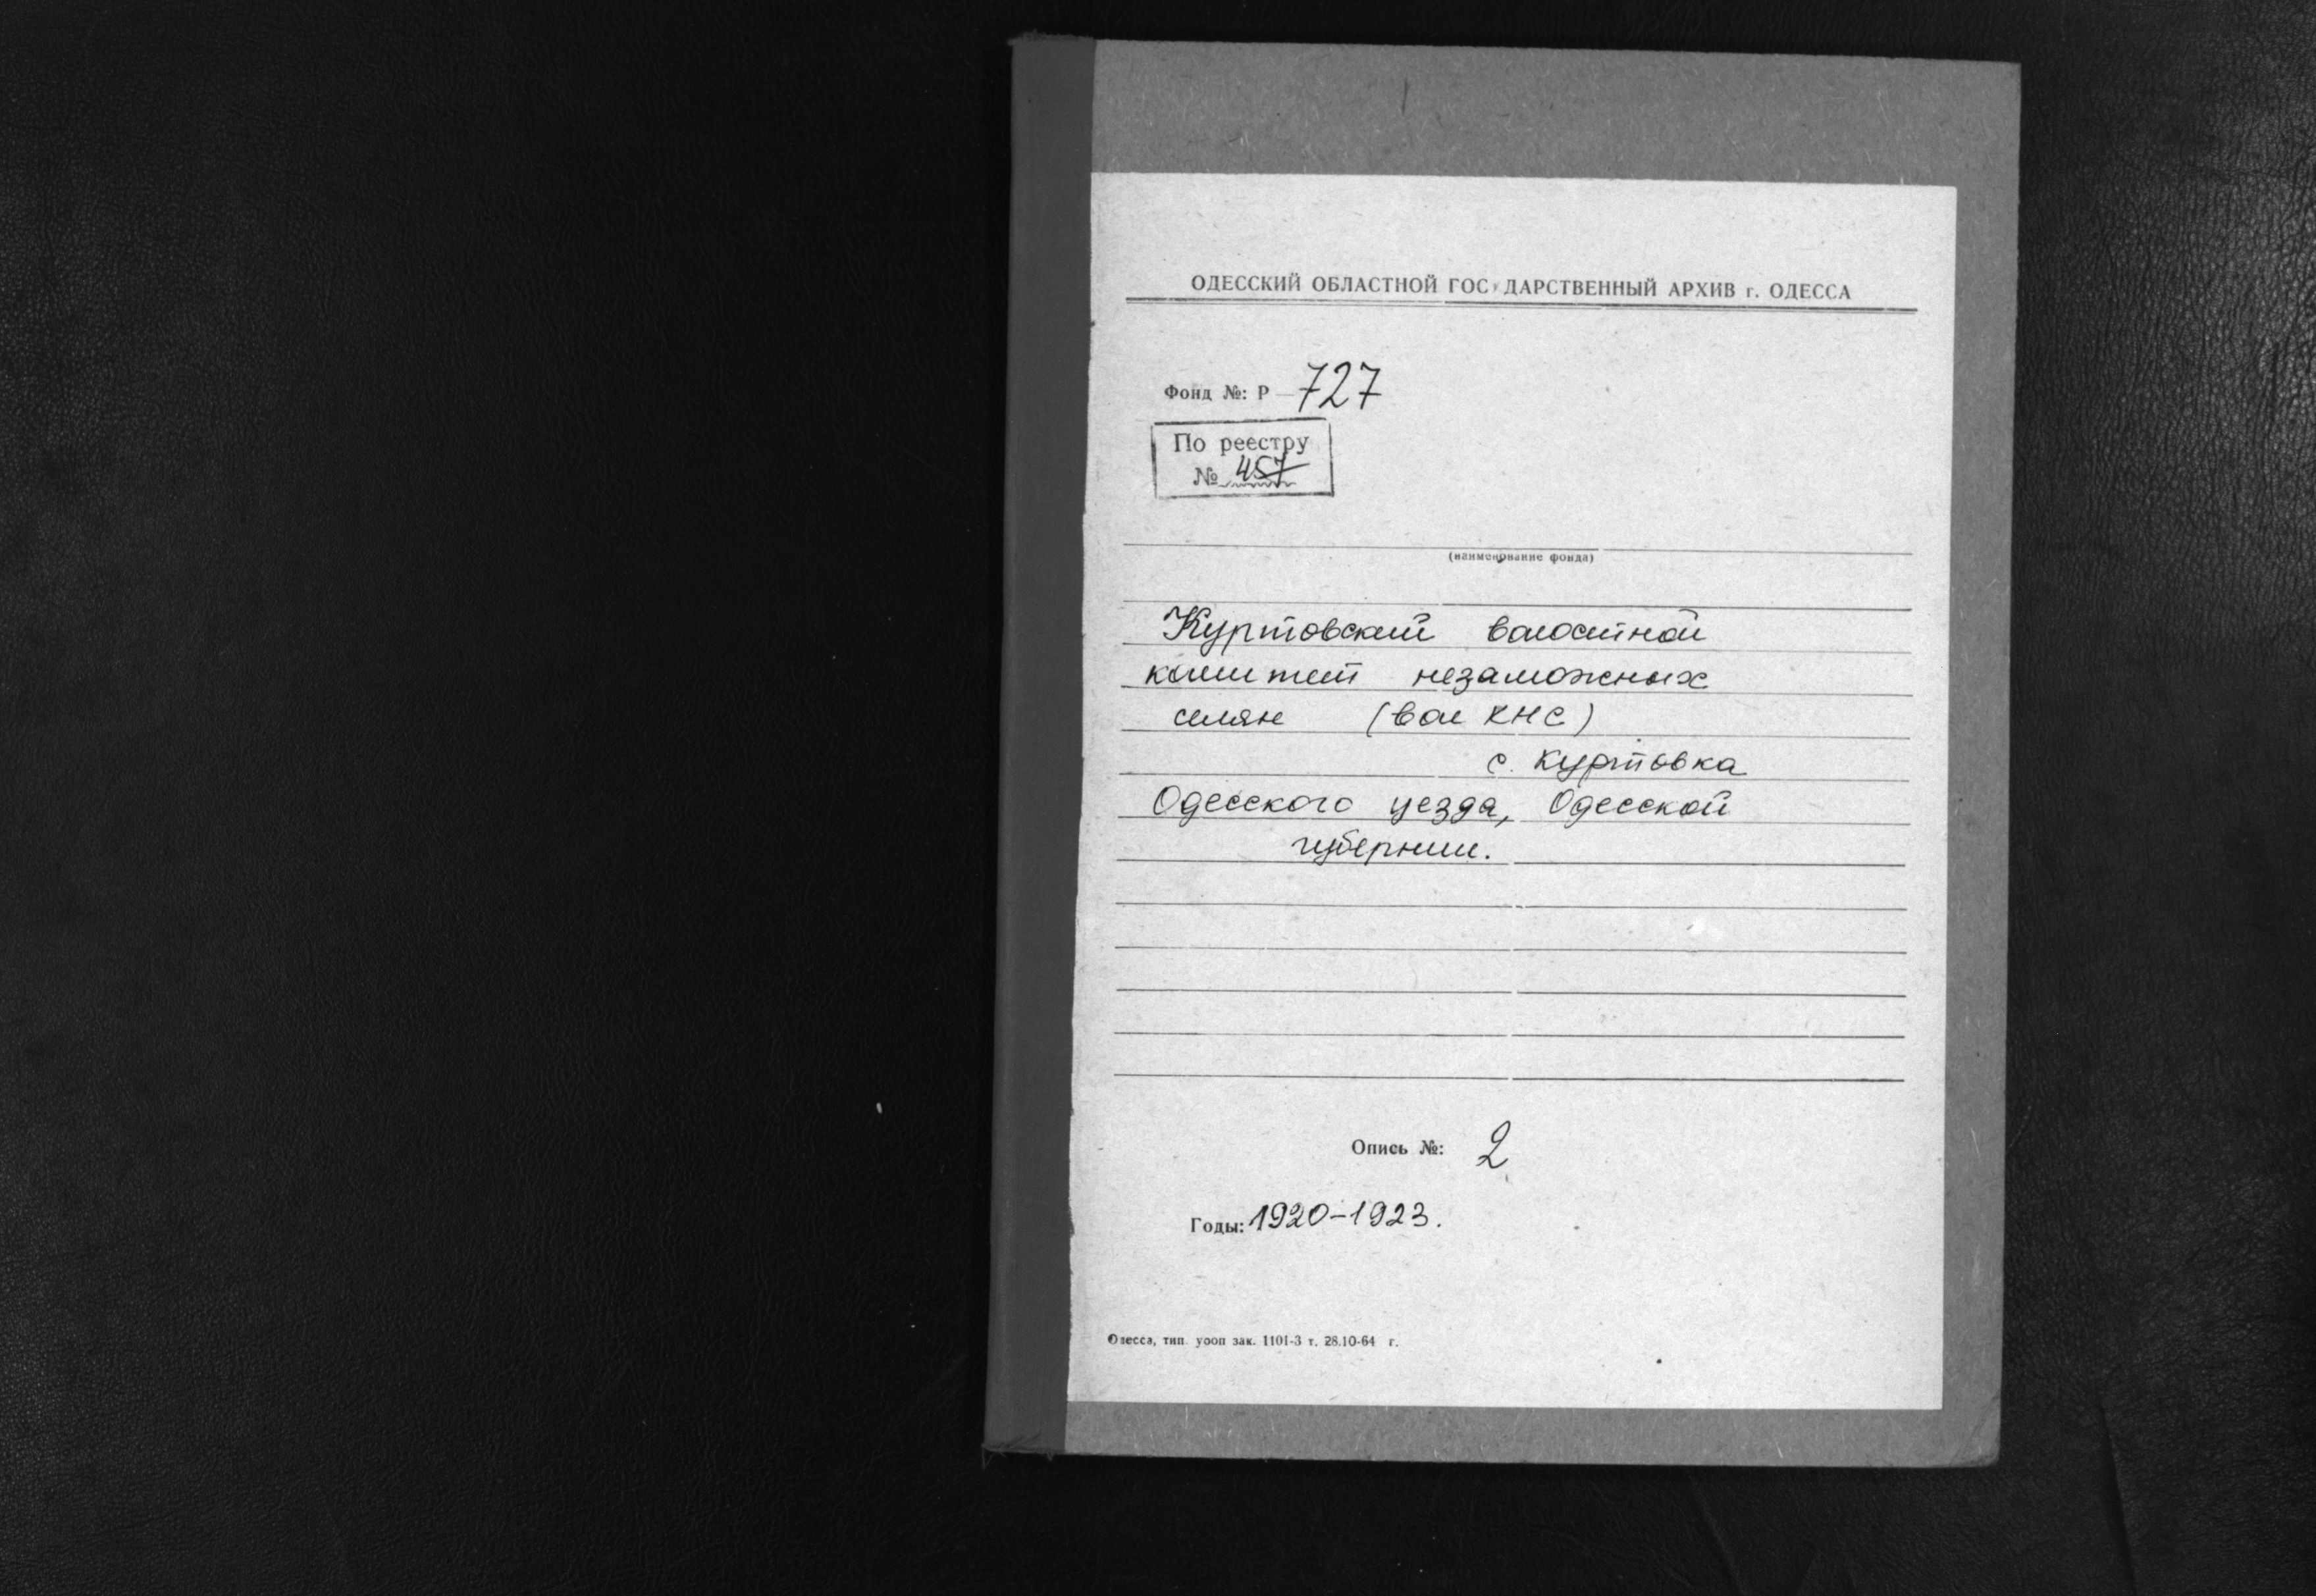 ОДЕССКИЙ ОБЛАСТНОЙ ГОСУДАРСТВЕННЫЙ АРХИВ г. ОДЕССА
Фонд №: Р — 727
По реестру
№ 457
(наименование фонда)
Куртовский волостной
комитет незаможных
селян (вол КНС)
с. Куртовка
Одесского уезда, Одесской
губернии.
Опись №: 2
Годы: 1920-1923.
Одесса, тип. уооп зак. 1101-3 т. 28.10-64 г.